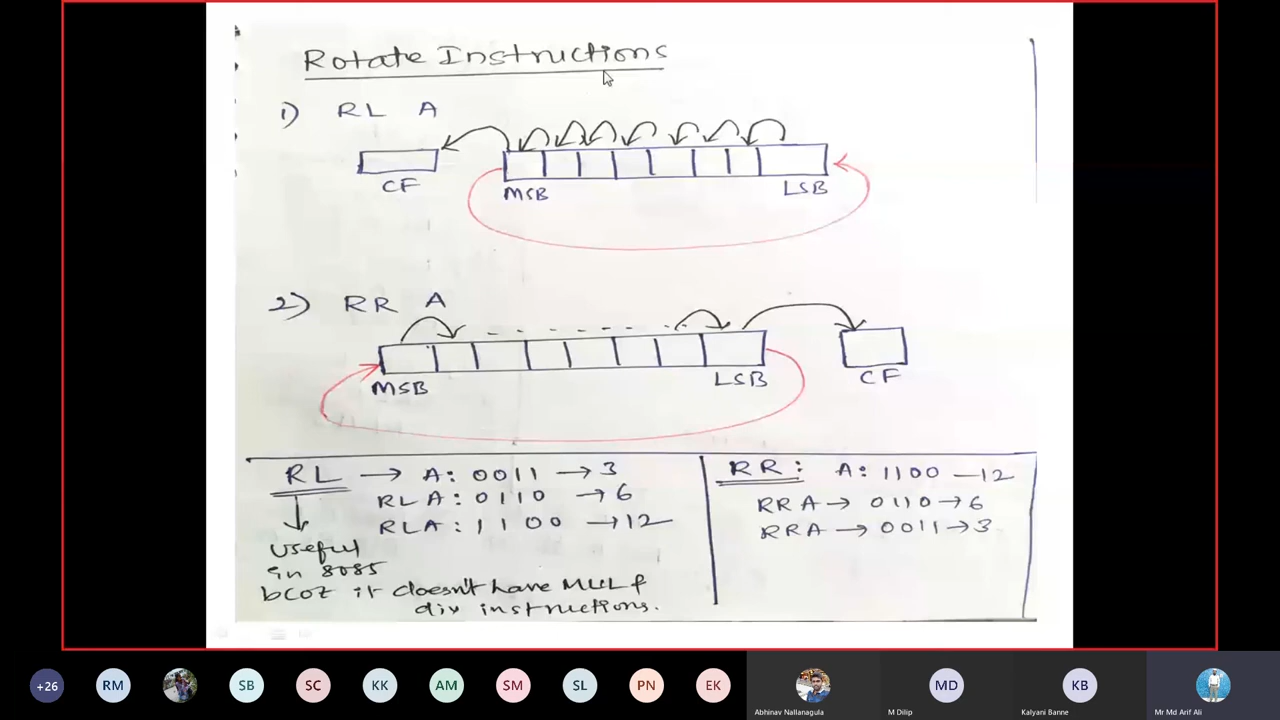 Rotate Instructions
1) RL A
CF
MSB
LSB
2) RR A
MSB
LSB
CF
RL → A: 0011 → 3
RLA: 0110 → 6
RLA: 1100 → 12
Useful
in 8085
bcoz it doesn't have MUL &
div instructions.
RR: A: 1100 — 12
RRA → 0110 → 6
RRA → 0011 → 3
+26
RM
SB
SC
KK
AM
SM
SL
PN
EK
Abhinav Nallanagula
MD
M Dilip
KB
Kalyani Banne
Mr Md Arif Ali